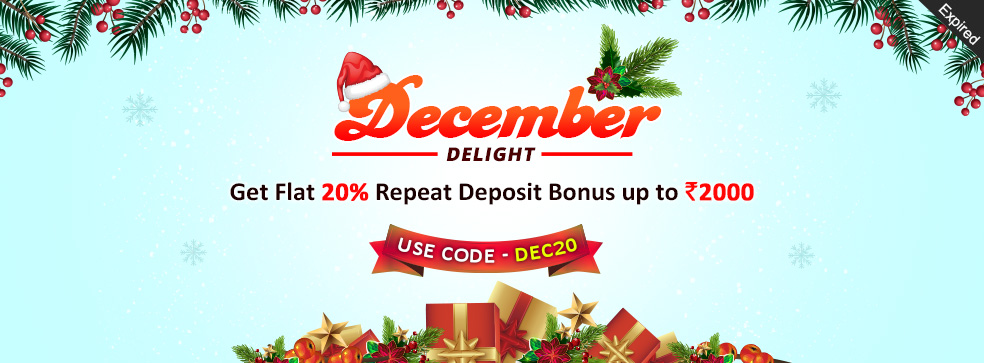 Expired
December
DELIGHT
Get Flat 20% Repeat Deposit Bonus up to ₹2000
USE CODE - DEC20